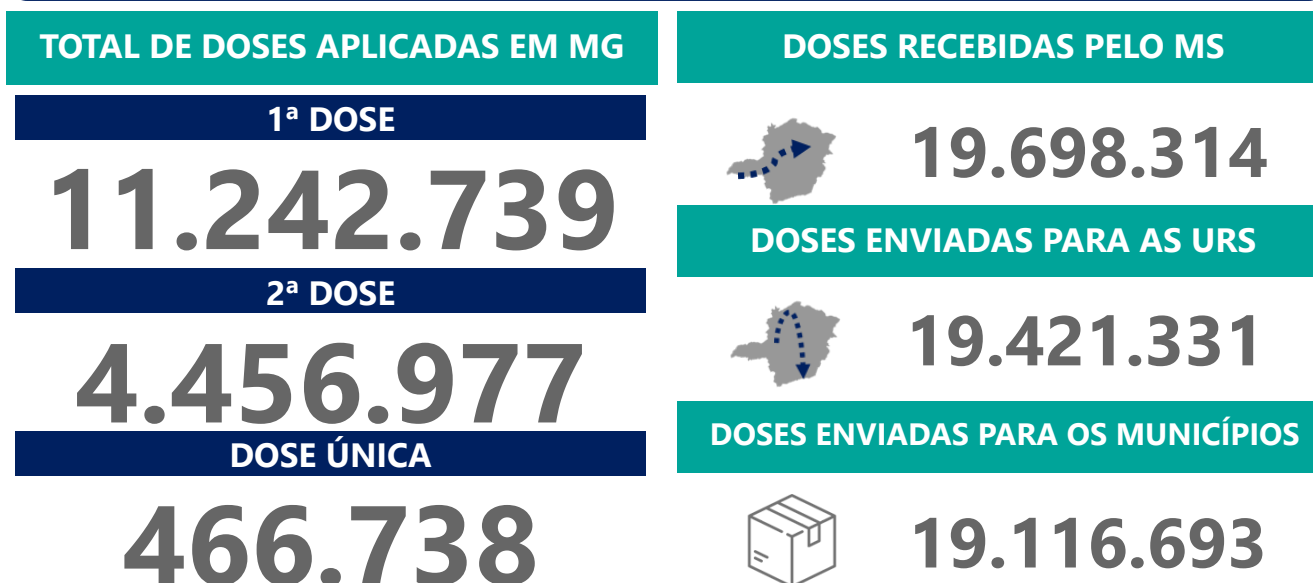 TOTAL DE DOSES APLICADAS EM MG
1ª DOSE
11.242.739
2ª DOSE
4.456.977
DOSE ÚNICA
466.738
DOSES RECEBIDAS PELO MS
19.698.314
DOSES ENVIADAS PARA AS URS
19.421.331
DOSES ENVIADAS PARA OS MUNICÍPIOS
19.116.693